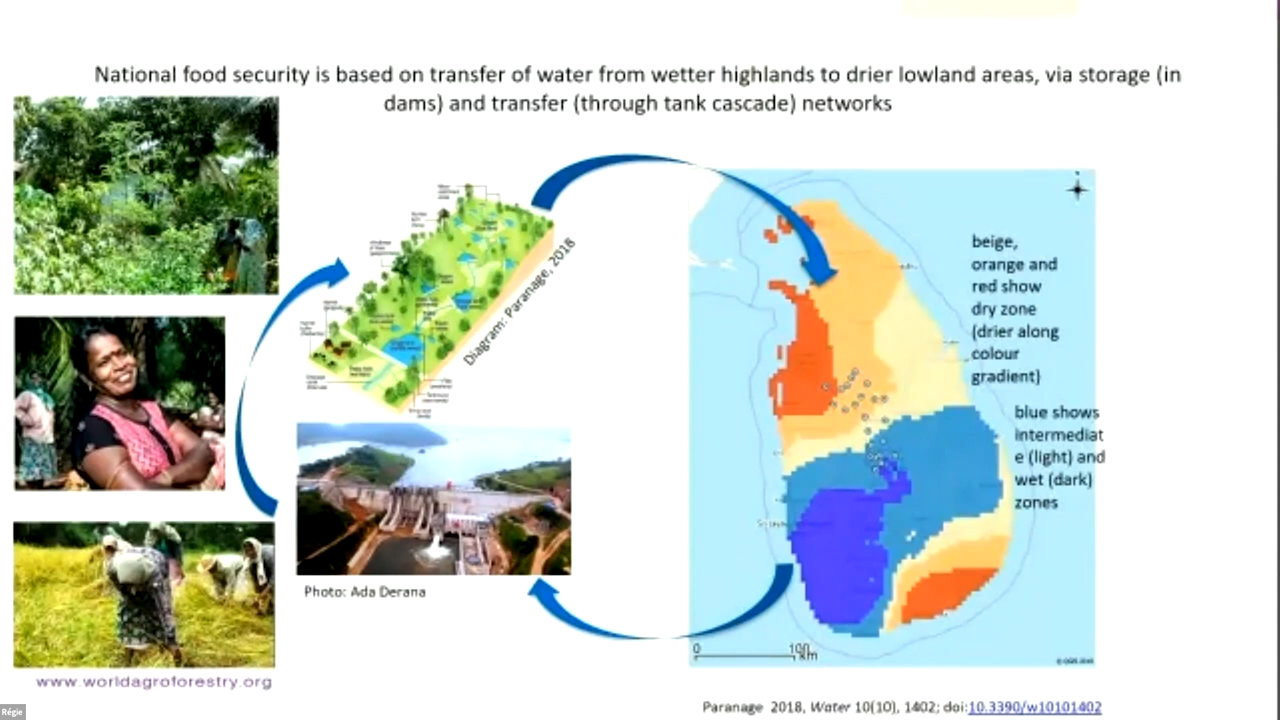 National food security is based on transfer of water from wetter highlands to drier lowland areas, via storage (in
dams) and transfer (through tank cascade) networks
Diagram: Paranage, 2018
beige,
orange and
red show
dry zone
(drier along
colour
gradient)
blue shows
intermediat
e (light) and
wet (dark)
zones
Photo: Ada Derana
0 100 km
www.worldagroforestry.org
Régie
Paranage 2018, Water 10(10), 1402; doi:10.3390/w10101402